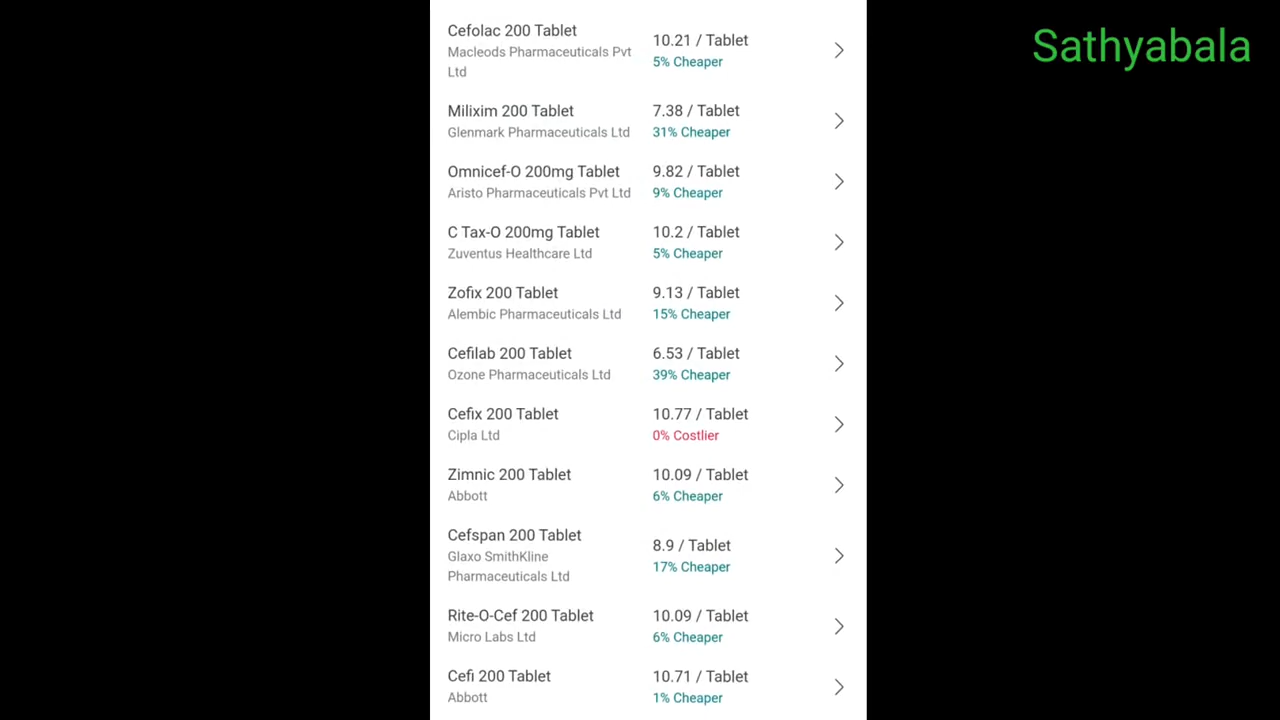 Sathyabala
Cefolac 200 Tablet
Macleods Pharmaceuticals Pvt
Ltd
10.21 / Tablet
5% Cheaper
Milixim 200 Tablet
Glenmark Pharmaceuticals Ltd
7.38 / Tablet
31% Cheaper
Omnicef-O 200mg Tablet
Aristo Pharmaceuticals Pvt Ltd
9.82 / Tablet
9% Cheaper
C Tax-O 200mg Tablet
Zuventus Healthcare Ltd
10.2 / Tablet
5% Cheaper
Zofix 200 Tablet
Alembic Pharmaceuticals Ltd
9.13 / Tablet
15% Cheaper
Cefilab 200 Tablet
Ozone Pharmaceuticals Ltd
6.53 / Tablet
39% Cheaper
Cefix 200 Tablet
Cipla Ltd
10.77 / Tablet
0% Costlier
Zimnic 200 Tablet
Abbott
10.09 / Tablet
6% Cheaper
Cefspan 200 Tablet
Glaxo SmithKline
Pharmaceuticals Ltd
8.9 / Tablet
17% Cheaper
Rite-O-Cef 200 Tablet
Micro Labs Ltd
10.09 / Tablet
6% Cheaper
Cefi 200 Tablet
Abbott
10.71 / Tablet
1% Cheaper